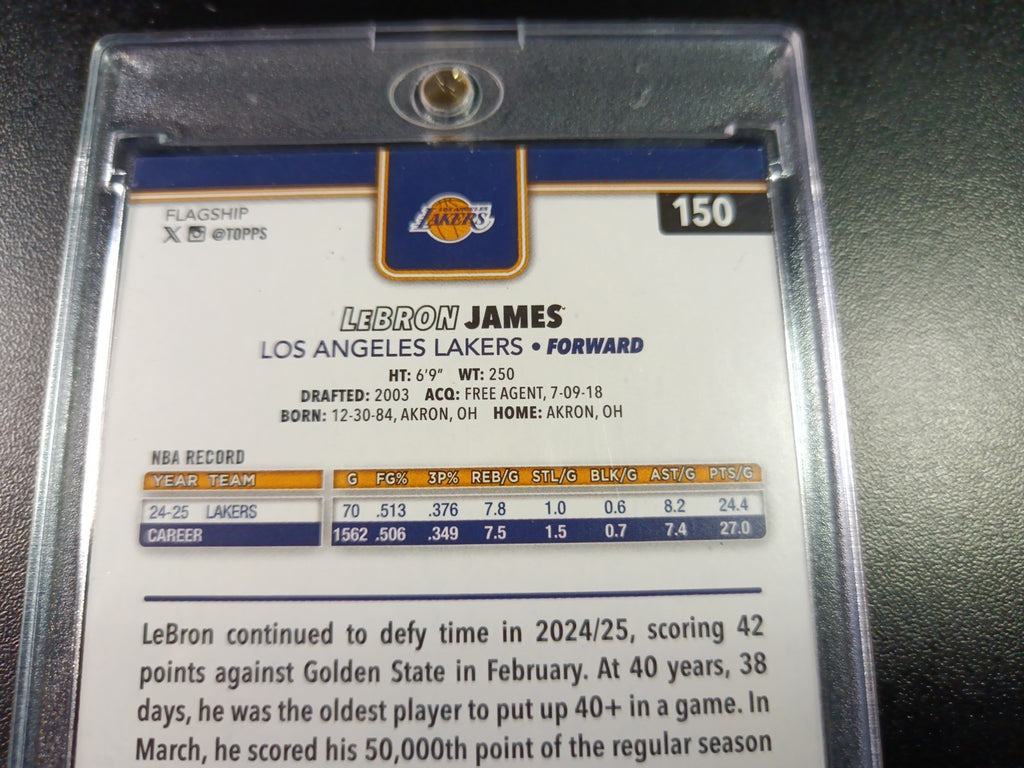 LOS ANGELES
LAKERS
150
FLAGSHIP
X @TOPPS
LeBRON JAMES™
LOS ANGELES LAKERS • FORWARD
HT: 6'9" WT: 250
DRAFTED: 2003 ACQ: FREE AGENT, 7-09-18
BORN: 12-30-84, AKRON, OH HOME: AKRON, OH
NBA RECORD
YEAR TEAM G FG% 3P% REB/G STL/G BLK/G AST/G PTS/G
24-25 LAKERS 70 .513 .376 7.8 1.0 0.6 8.2 24.4
CAREER 1562 .506 .349 7.5 1.5 0.7 7.4 27.0
LeBron continued to defy time in 2024/25, scoring 42
points against Golden State in February. At 40 years, 38
days, he was the oldest player to put up 40+ in a game. In
March, he scored his 50,000th point of the regular season